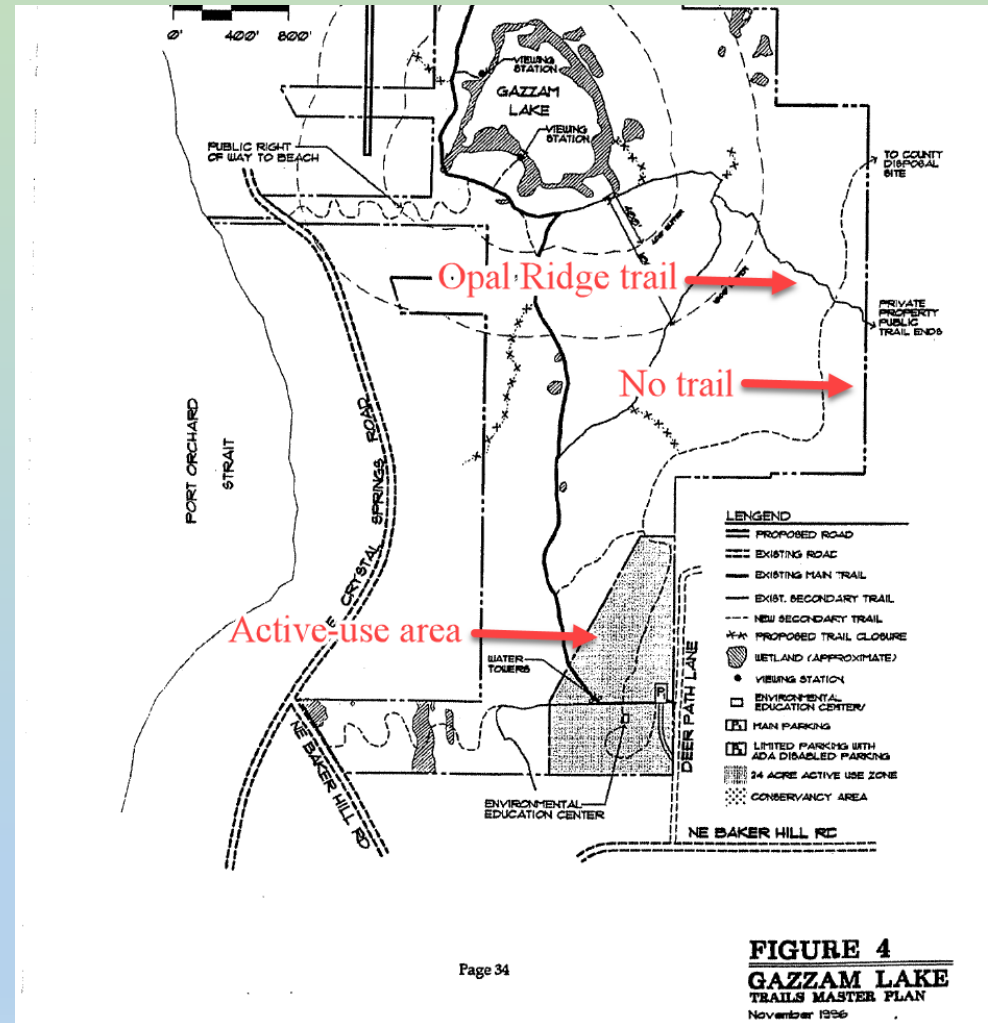 0' 400' 800'
VIEWING
STATION
GAZZAM
LAKE
VIEWING
STATION
PUBLIC RIGHT
OF WAY TO BEACH
TO COUNTY
DISPOSAL
SITE
400'
Opal Ridge trail
PRIVATE
PROPERTY
PUBLIC
TRAIL ENDS
No trail
PORT ORCHARD
STRAIT
CRYSTAL SPRINGS ROAD
LENGEND
PROPOSED ROAD
EXISTING ROAD
EXISTING MAIN TRAIL
EXIST. SECONDARY TRAIL
NEW SECONDARY TRAIL
PROPOSED TRAIL CLOSURE
WETLAND (APPROXIMATE)
VIEWING STATION
ENVIRONMENTAL
EDUCATION CENTER/
MAIN PARKING
LIMITED PARKING WITH
ADA DISABLED PARKING
24 ACRE ACTIVE USE ZONE
CONSERVANCY AREA
Active-use area
WATER
TOWERS
P
DEER PATH LANE
NE BAKER HILL RD
ENVIRONMENTAL
EDUCATION CENTER
NE BAKER HILL RD
Page 34
FIGURE 4
GAZZAM LAKE
TRAILS MASTER PLAN
November 1996